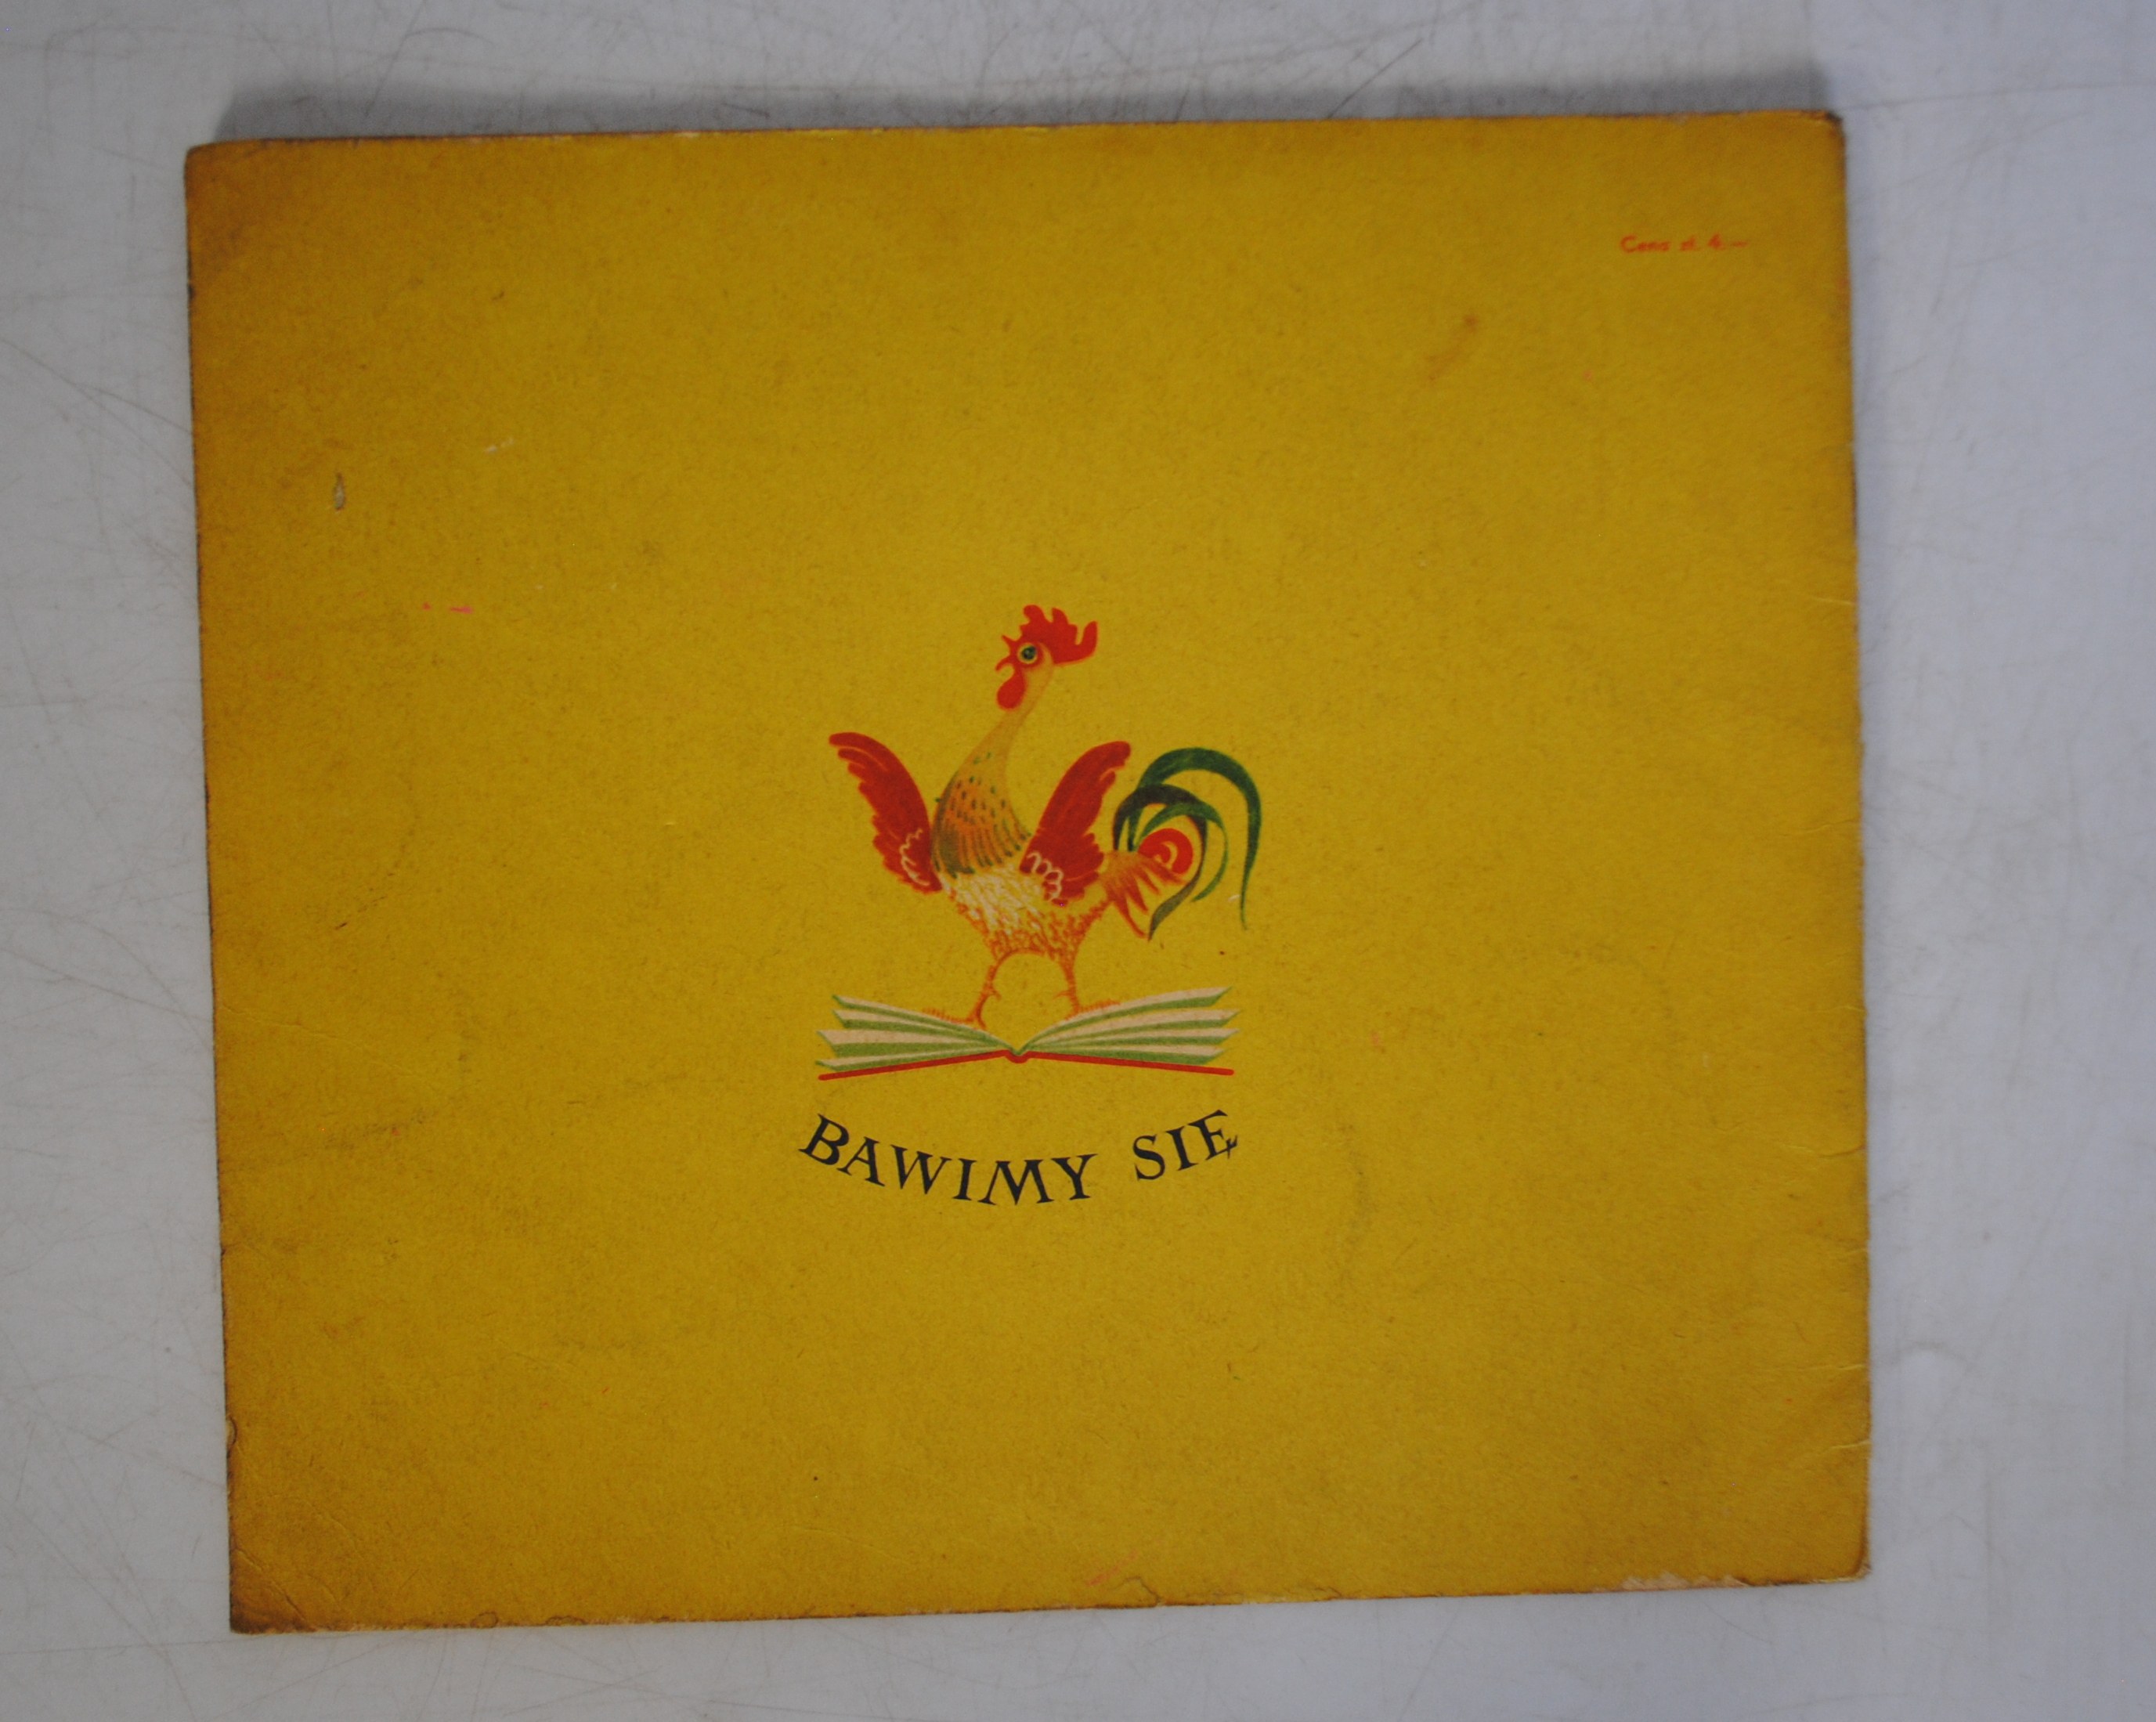 Cena zł 4.—
BAWIMY SIĘ